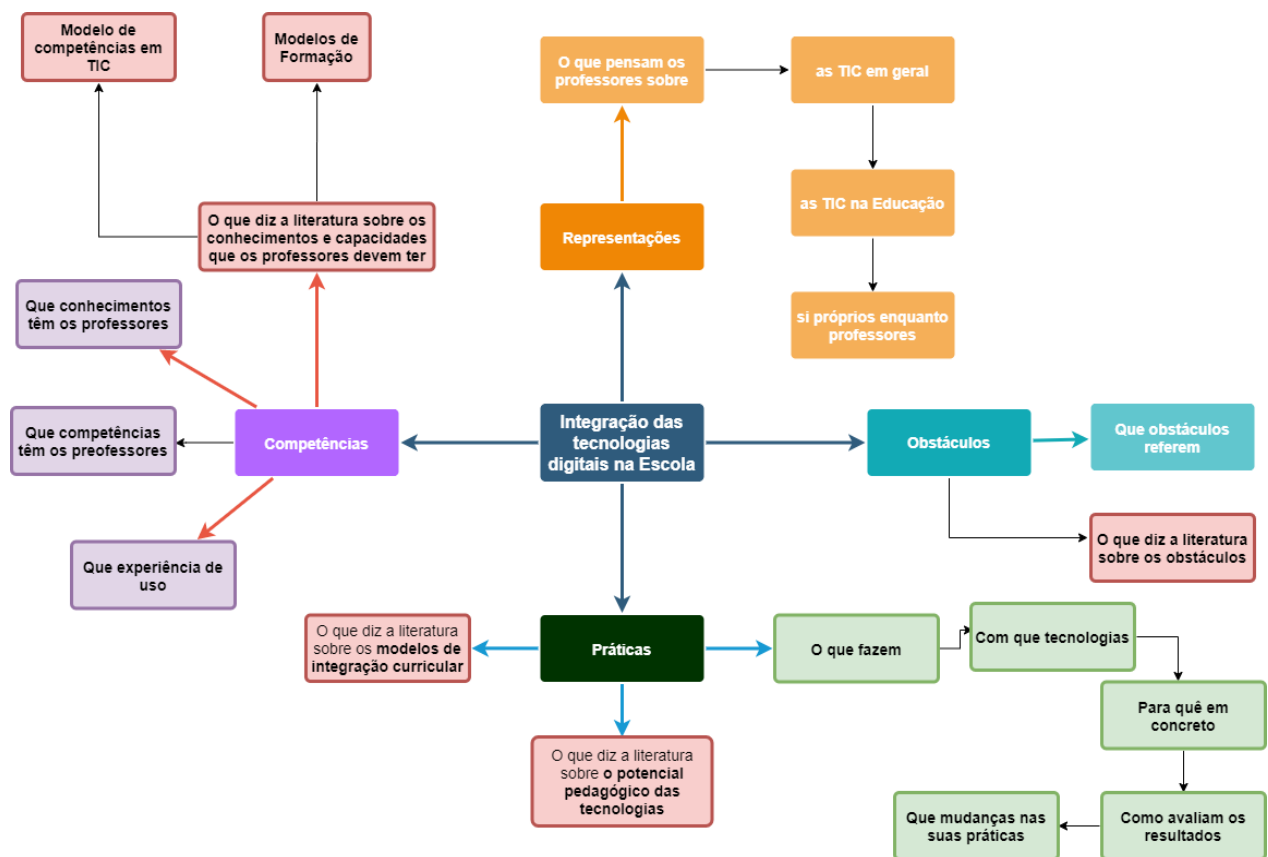 Modelo de
competências em
TIC
Modelos de
Formação
O que pensam os
professores sobre
as TIC em geral
O que diz a literatura sobre os
conhecimentos e capacidades
que os professores devem ter
Representações
as TIC na Educação
Que conhecimentos
têm os professores
si próprios enquanto
professores
Que competências
têm os preofessores
Competências
Integração das
tecnologias
digitais na Escola
Obstáculos
Que obstáculos
referem
Que experiência de
uso
O que diz a literatura
sobre os obstáculos
O que diz a literatura
sobre os modelos de
integração curricular
Práticas
O que fazem
Com que tecnologias
Para quê em
concreto
O que diz a literatura
sobre o potencial
pedagógico das
tecnologias
Que mudanças nas
suas práticas
Como avaliam os
resultados